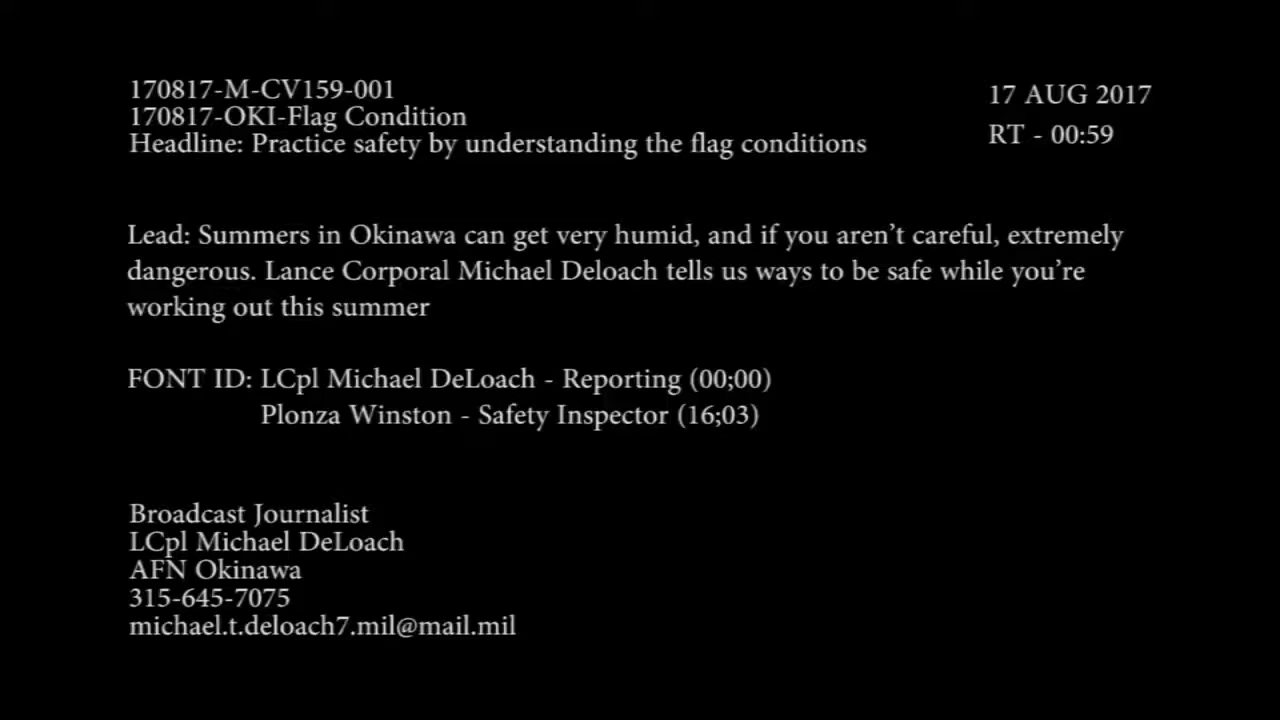 170817-M-CV159-001
170817-OKI-Flag Condition
Headline: Practice safety by understanding the flag conditions
17 AUG 2017
RT - 00:59
Lead: Summers in Okinawa can get very humid, and if you aren’t careful, extremely
dangerous. Lance Corporal Michael Deloach tells us ways to be safe while you’re
working out this summer
FONT ID: LCpl Michael DeLoach - Reporting (00;00)
Plonza Winston - Safety Inspector (16;03)
Broadcast Journalist
LCpl Michael DeLoach
AFN Okinawa
315-645-7075
michael.t.deloach7.mil@mail.mil